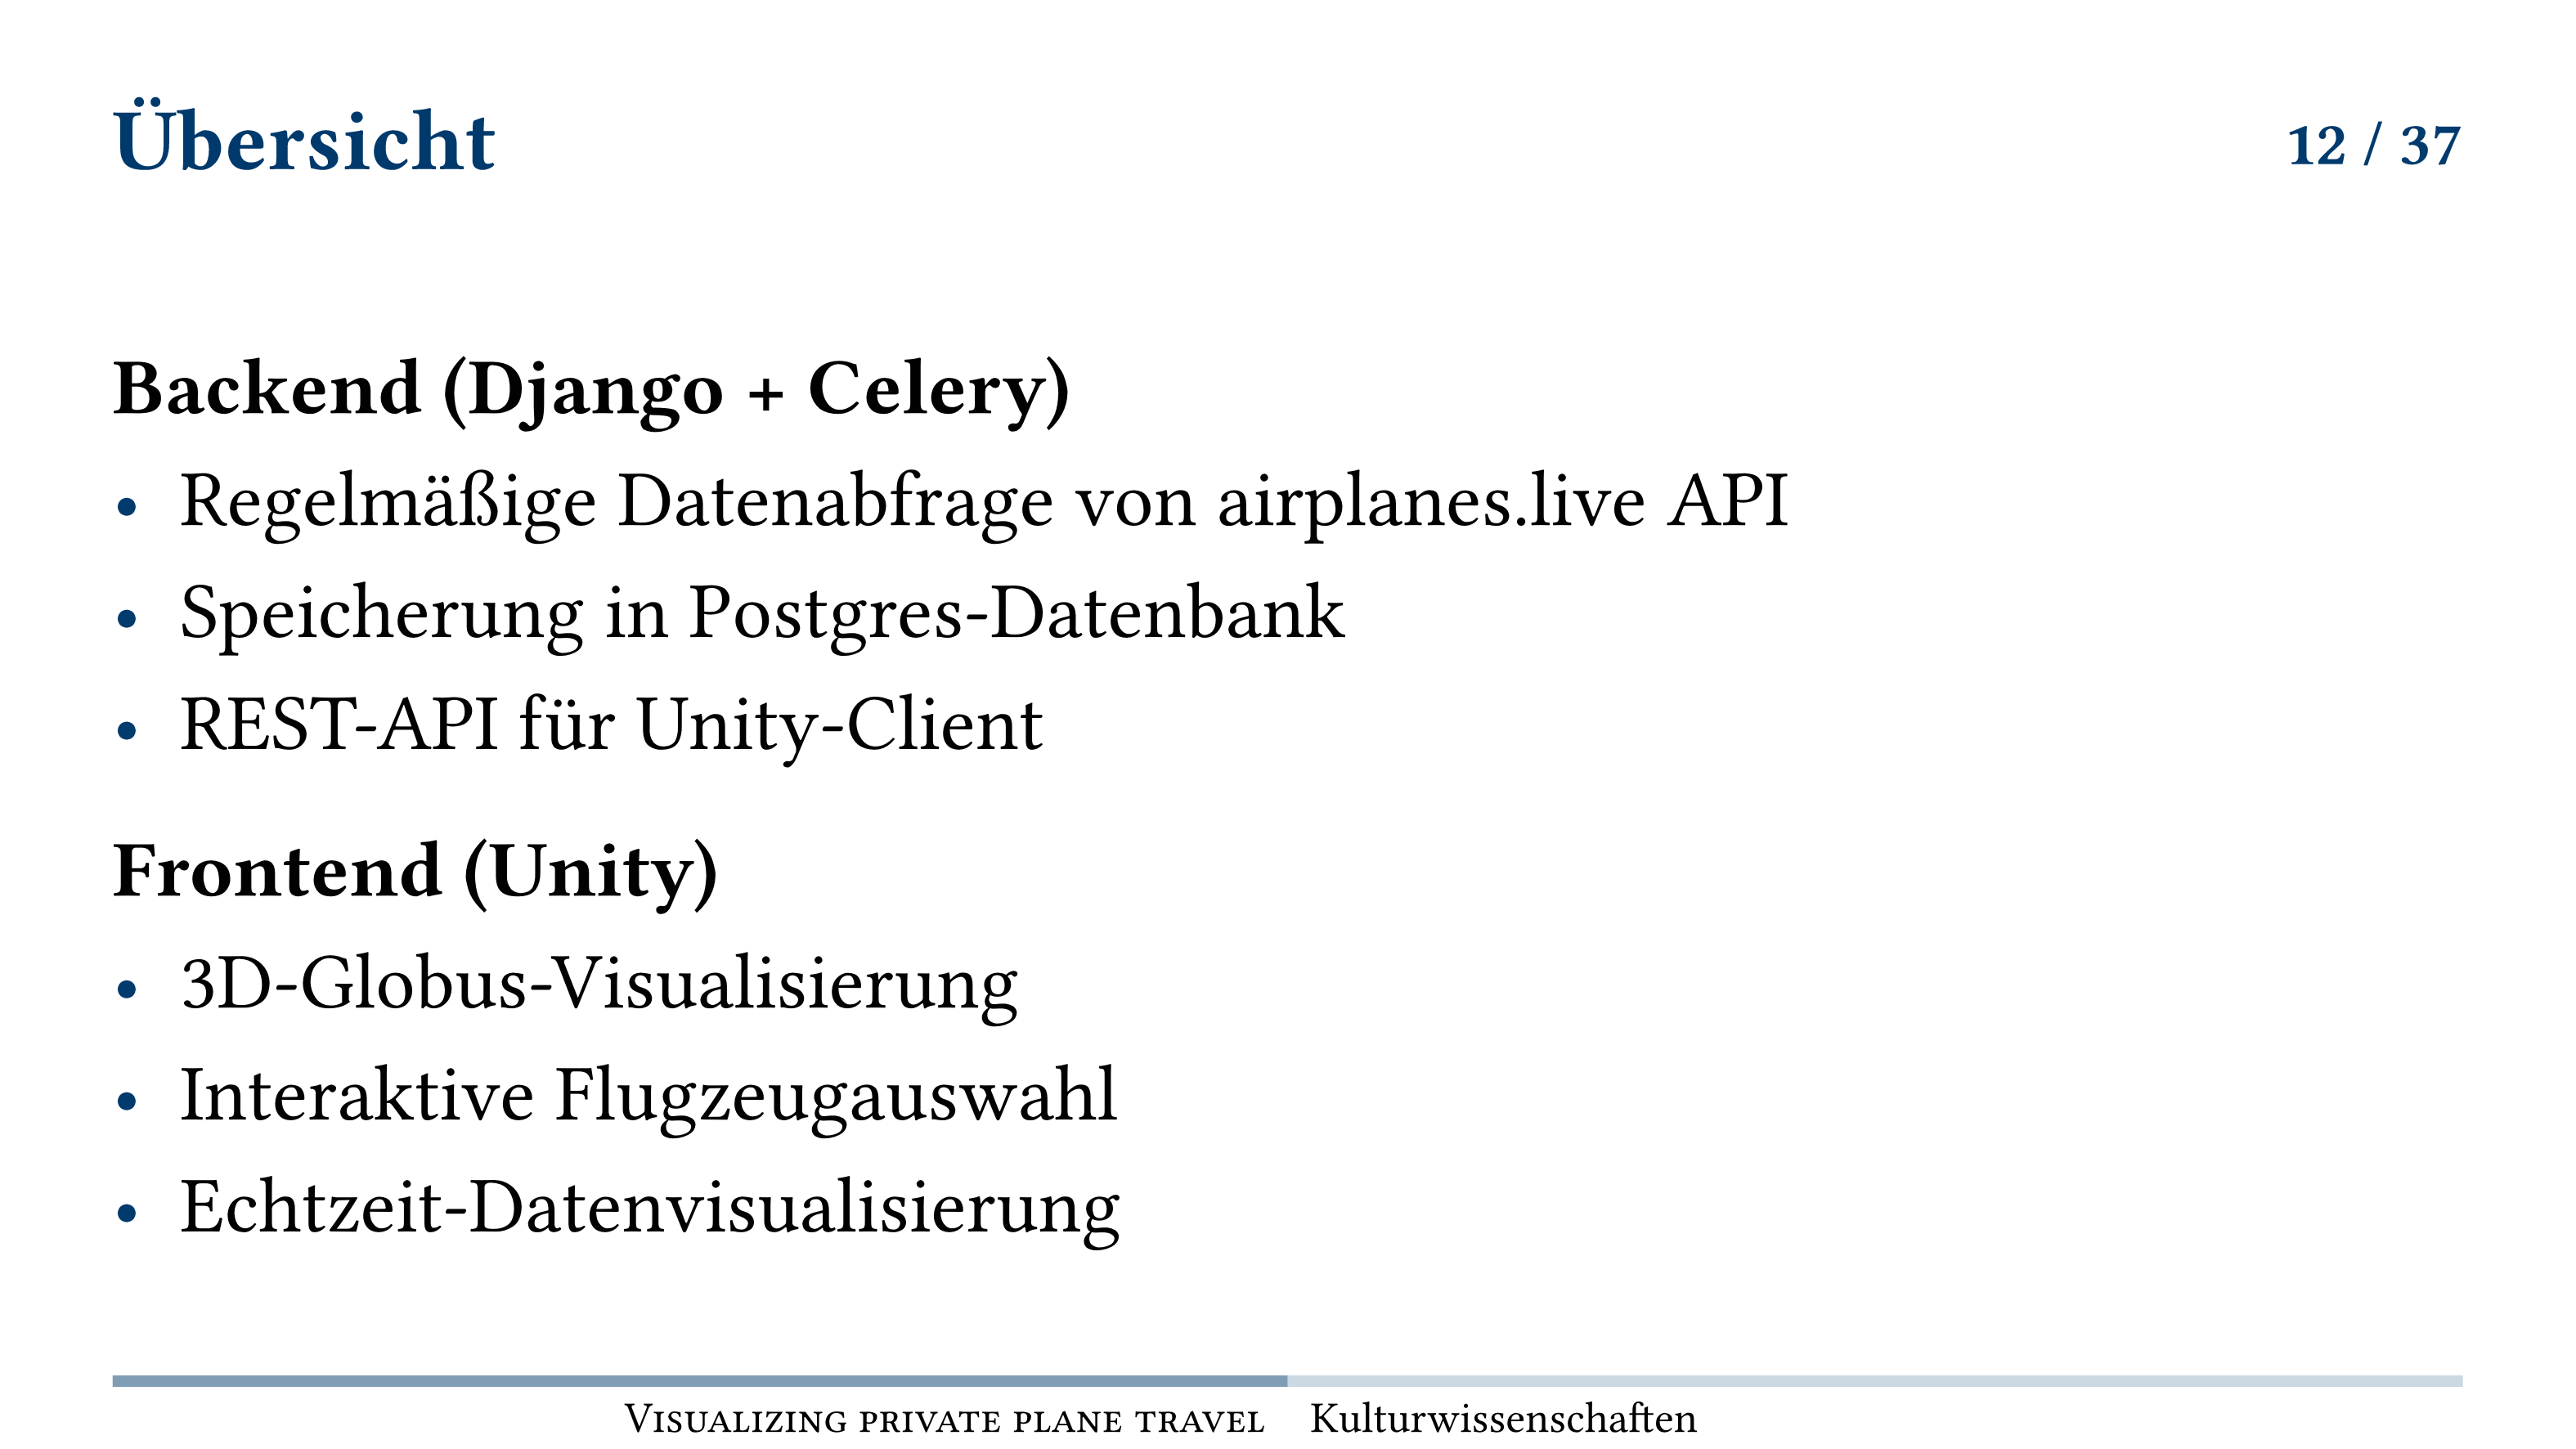 Übersicht
12 / 37
Backend (Django + Celery)
• Regelmäßige Datenabfrage von airplanes.live API
• Speicherung in Postgres-Datenbank
• REST-API für Unity-Client
Frontend (Unity)
• 3D-Globus-Visualisierung
• Interaktive Flugzeugauswahl
• Echtzeit-Datenvisualisierung
Visualizing private plane travel Kulturwissenschaften